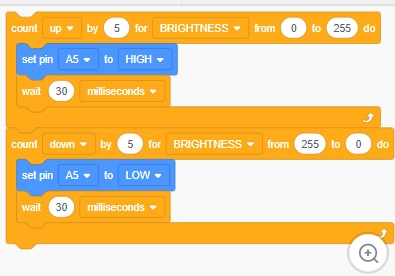 count up by 5 for BRIGHTNESS from 0 to 255 do
set pin A5 to HIGH
wait 30 milliseconds
count down by 5 for BRIGHTNESS from 255 to 0 do
set pin A5 to LOW
wait 30 milliseconds